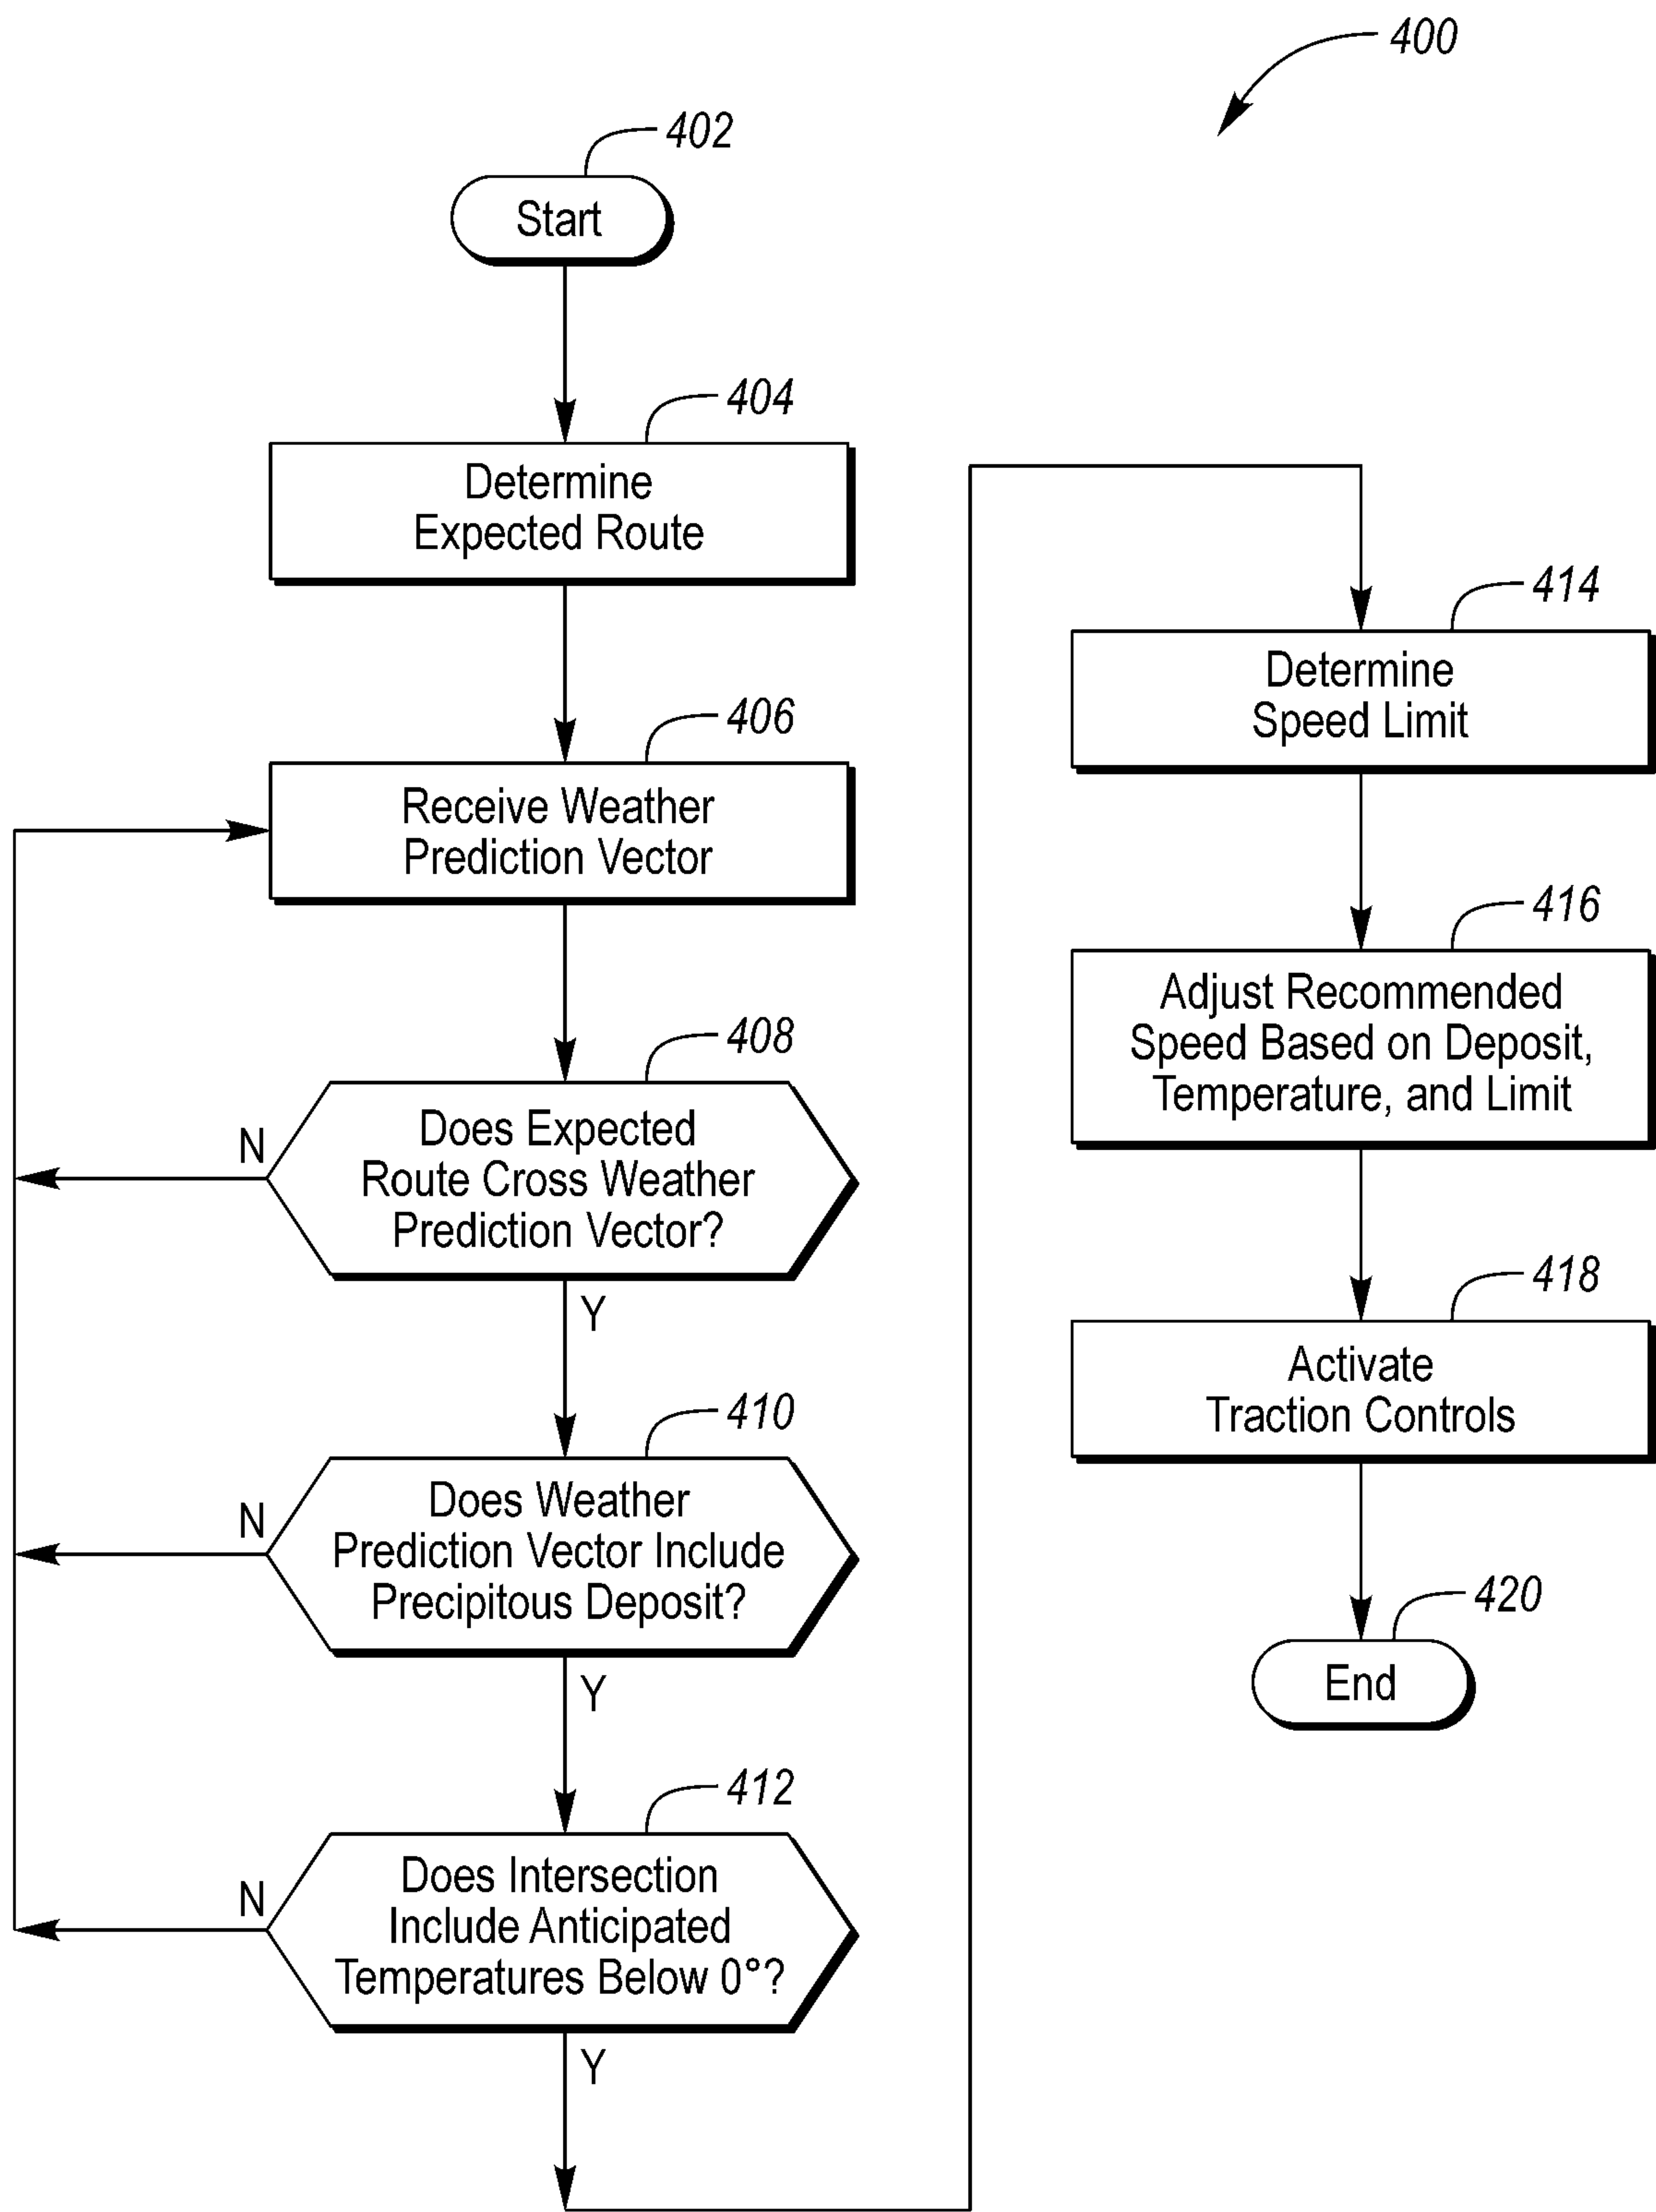 400
402
Start
404
Determine
Expected Route
406
Receive Weather
Prediction Vector
408
Does Expected
Route Cross Weather
Prediction Vector?
N
Y
410
Does Weather
Prediction Vector Include
Precipitous Deposit?
N
Y
412
Does Intersection
Include Anticipated
Temperatures Below 0°?
N
Y
414
Determine
Speed Limit
416
Adjust Recommended
Speed Based on Deposit,
Temperature, and Limit
418
Activate
Traction Controls
420
End